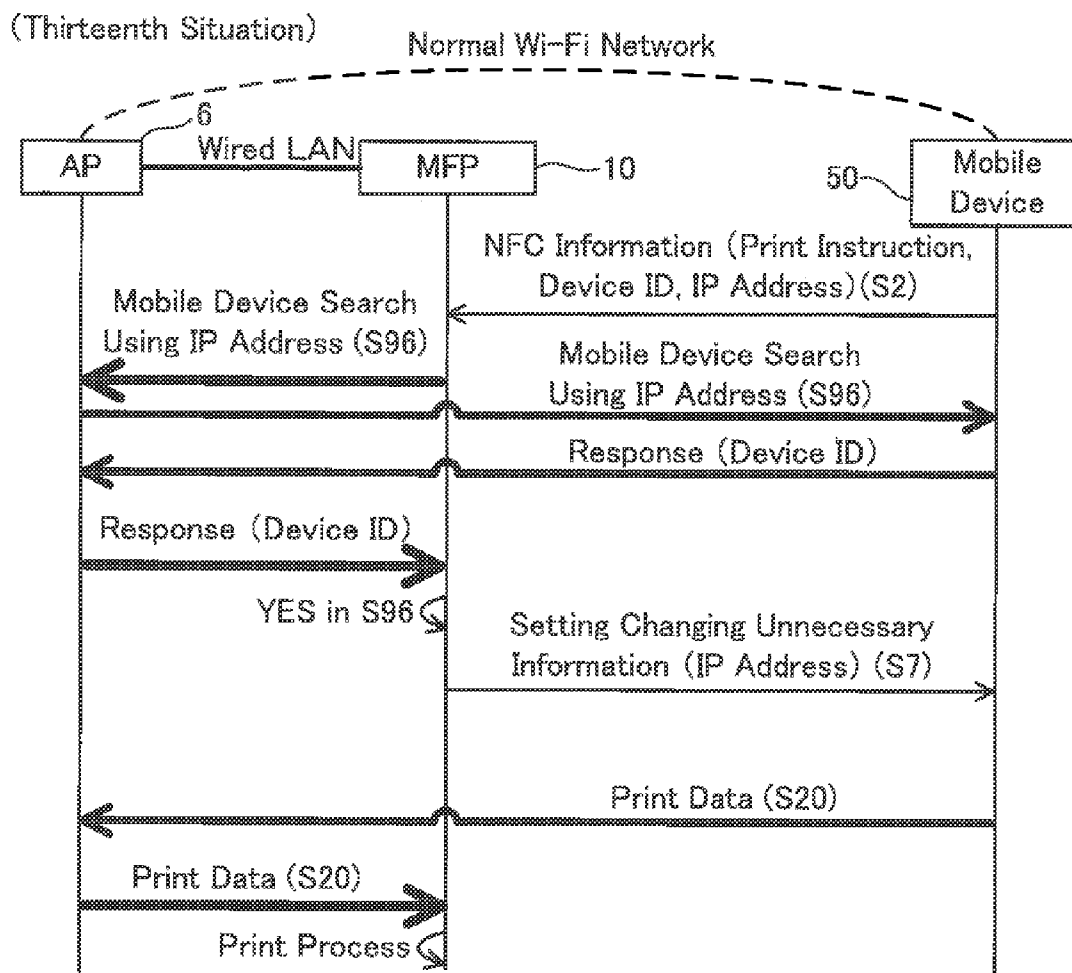 (Thirteenth Situation)
Normal Wi-Fi Network
6
AP
Wired LAN
MFP
10
50
Mobile
Device
NFC Information (Print Instruction,
Device ID, IP Address) (S2)
Mobile Device Search
Using IP Address (S96)
Mobile Device Search
Using IP Address (S96)
Response (Device ID)
Response (Device ID)
YES in S96
Setting Changing Unnecessary
Information (IP Address) (S7)
Print Data (S20)
Print Data (S20)
Print Process